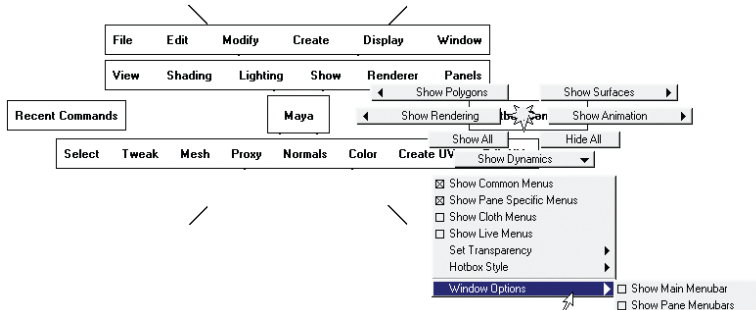 File Edit Modify Create Display Window
View Shading Lighting Show Renderer Panels
Show Polygons Show Surfaces
Recent Commands Maya Show Rendering Show Animation
Show All Hide All
Select Tweak Mesh Proxy Normals Color Create UV
Show Dynamics
Show Common Menus
Show Pane Specific Menus
Show Cloth Menus
Show Live Menus
Set Transparency
Hotbox Style
Window Options Show Main Menubar
Show Pane Menubars